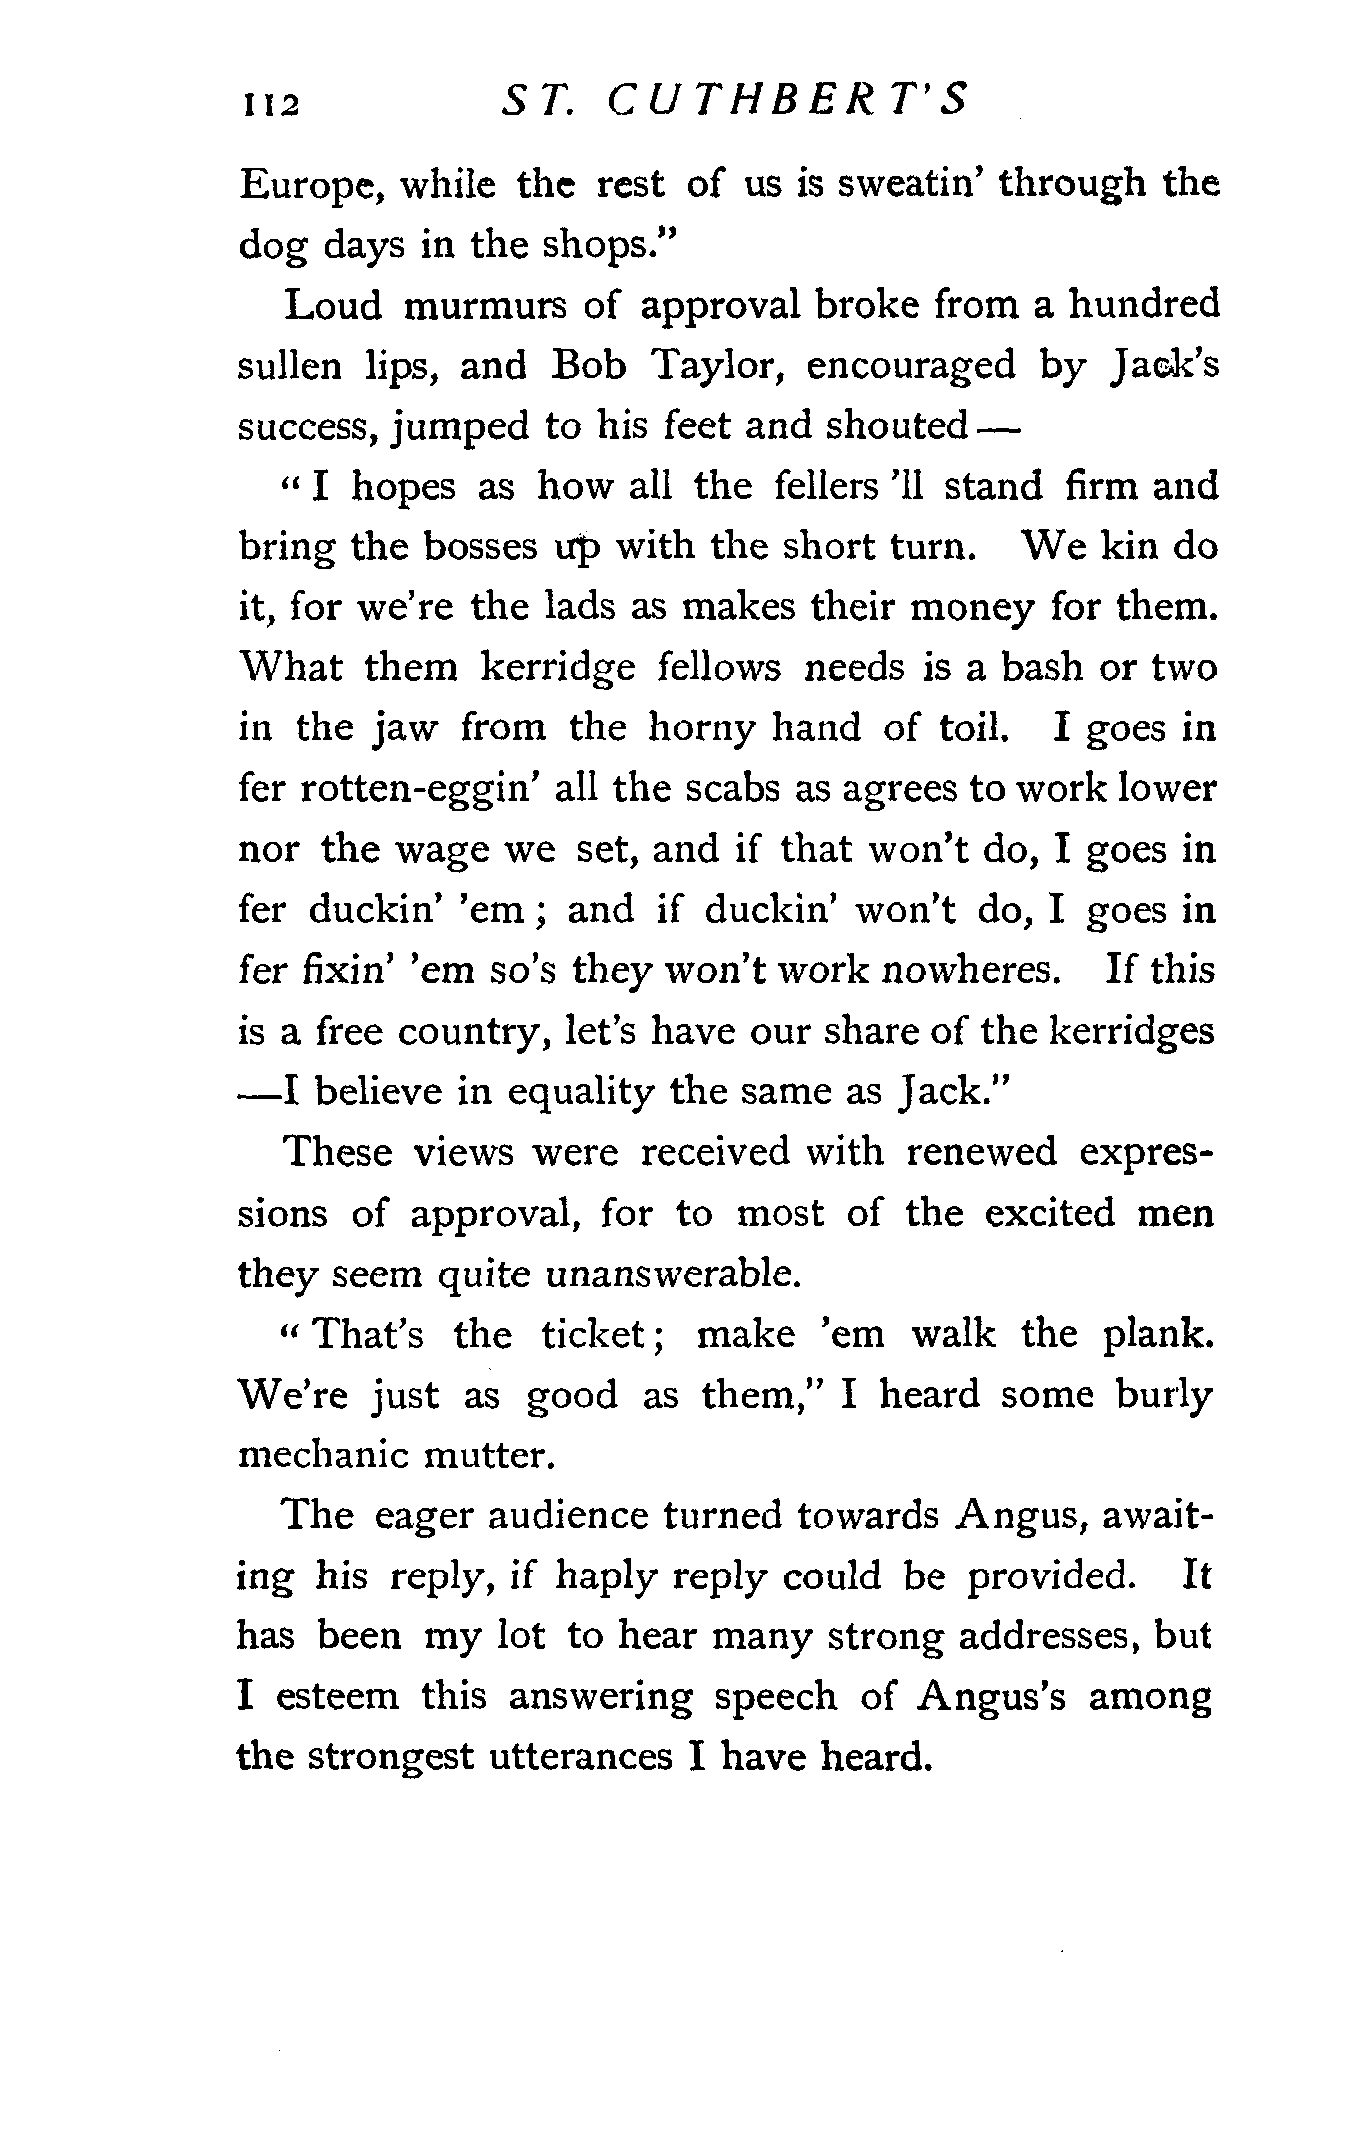 112 ST. CUTHBERT'S
Europe, while the rest of us is sweatin' through the
dog days in the shops."
Loud murmurs of approval broke from a hundred
sullen lips, and Bob Taylor, encouraged by Jack's
success, jumped to his feet and shouted—
"I hopes as how all the fellers 'll stand firm and
bring the bosses up with the short turn. We kin do
it, for we're the lads as makes their money for them.
What them kerridge fellows needs is a bash or two
in the jaw from the horny hand of toil. I goes in
fer rotten-eggin' all the scabs as agrees to work lower
nor the wage we set, and if that won't do, I goes in
fer duckin' 'em; and if duckin' won't do, I goes in
fer fixin' 'em so's they won't work nowheres. If this
is a free country, let's have our share of the kerridges
—I believe in equality the same as Jack."
These views were received with renewed expres-
sions of approval, for to most of the excited men
they seem quite unanswerable.
"That's the ticket; make 'em walk the plank.
We're just as good as them," I heard some burly
mechanic mutter.
The eager audience turned towards Angus, await-
ing his reply, if haply reply could be provided. It
has been my lot to hear many strong addresses, but
I esteem this answering speech of Angus's among
the strongest utterances I have heard.